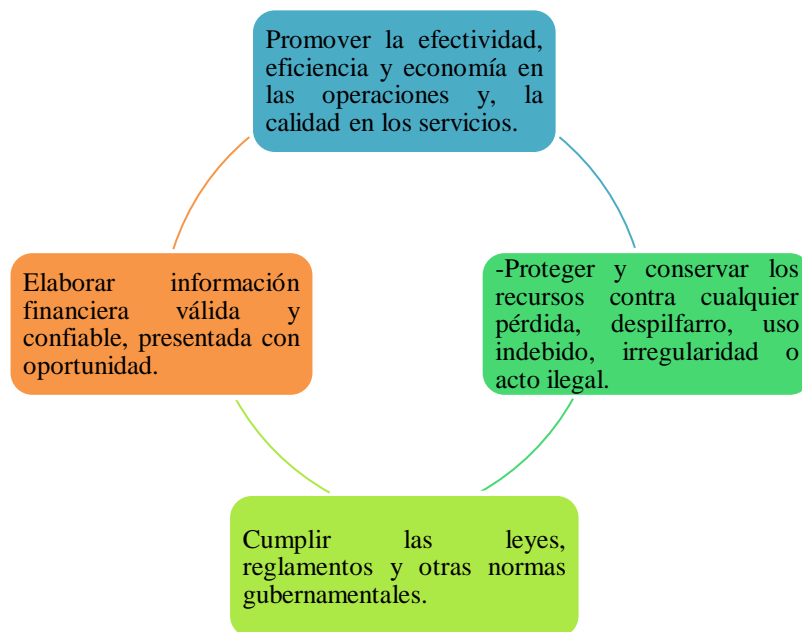 Promover la efectividad,
eficiencia y economía en
las operaciones y, la
calidad en los servicios.
-Proteger y conservar los
recursos contra cualquier
pérdida, despilfarro, uso
indebido, irregularidad o
acto ilegal.
Cumplir las leyes,
reglamentos y otras normas
gubernamentales.
Elaborar información
financiera válida y
confiable, presentada con
oportunidad.